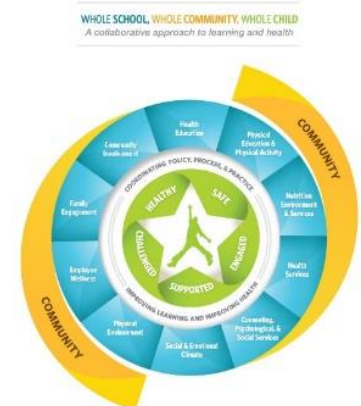 WHOLE SCHOOL, WHOLE COMMUNITY, WHOLE CHILD
A collaborative approach to learning and health
COMMUNITY
Health
Education
Physical
Education &
Physical Activity
Nutrition
Environment
& Services
Health
Services
Counseling,
Psychological, &
Social Services
Social & Emotional
Climate
Physical
Environment
Employee
Wellness
Family
Engagement
Community
Involvement
COORDINATING POLICY, PROCESS, & PRACTICE
IMPROVING LEARNING AND IMPROVING HEALTH
HEALTHY
SAFE
ENGAGED
SUPPORTED
CHALLENGED
COMMUNITY